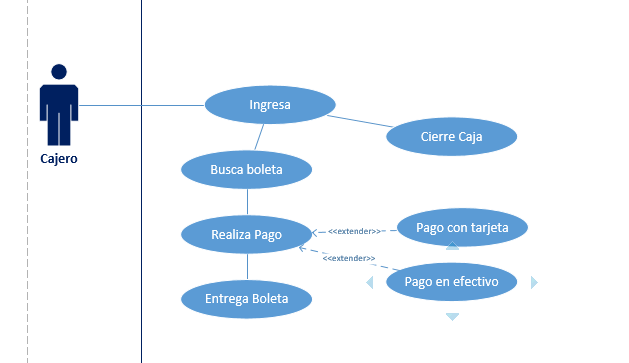 Ingresa
Cajero
Cierre Caja
Busca boleta
Realiza Pago
<<extender>>
Pago con tarjeta
<<extender>>
Pago en efectivo
Entrega Boleta